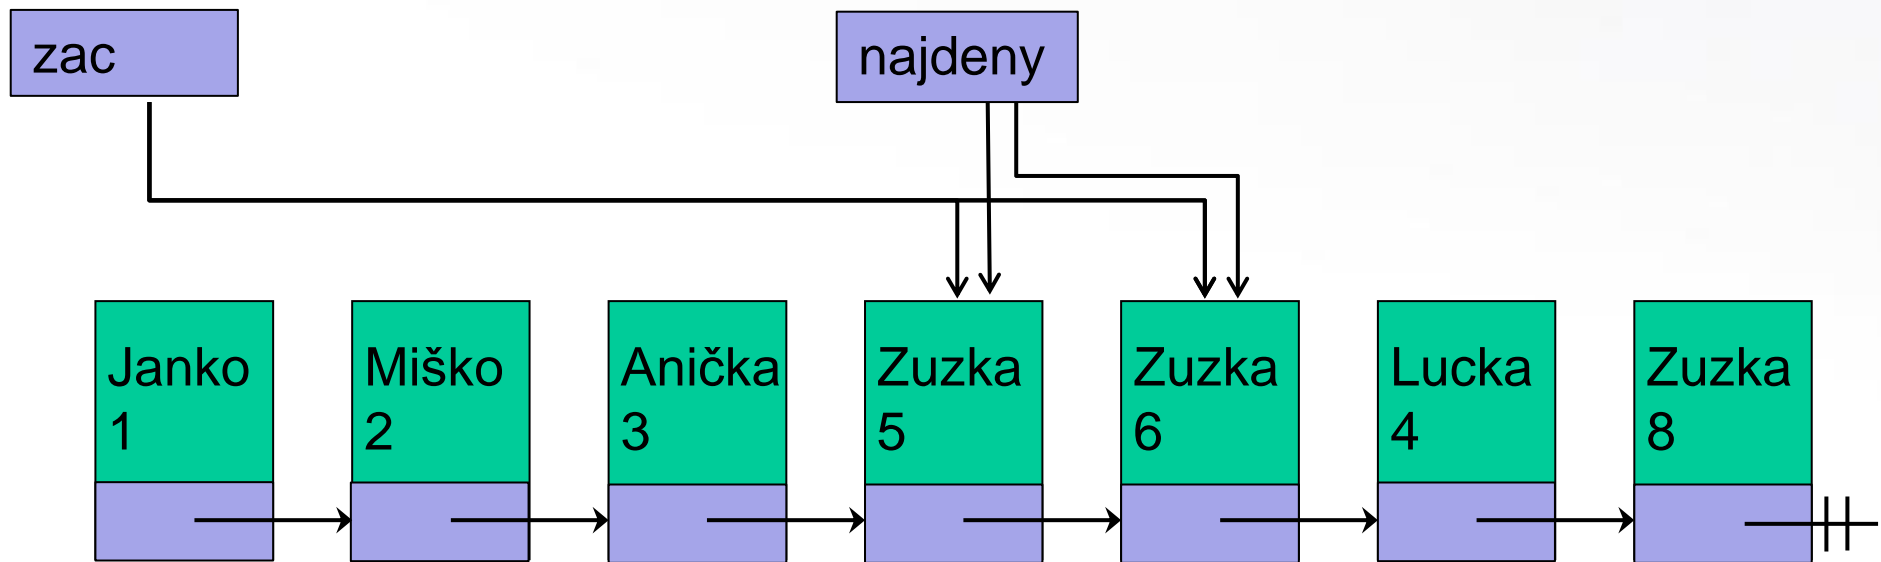 zac
najdeny
Janko
1
Miško
2
Anička
3
Zuzka
5
Zuzka
6
Lucka
4
Zuzka
8